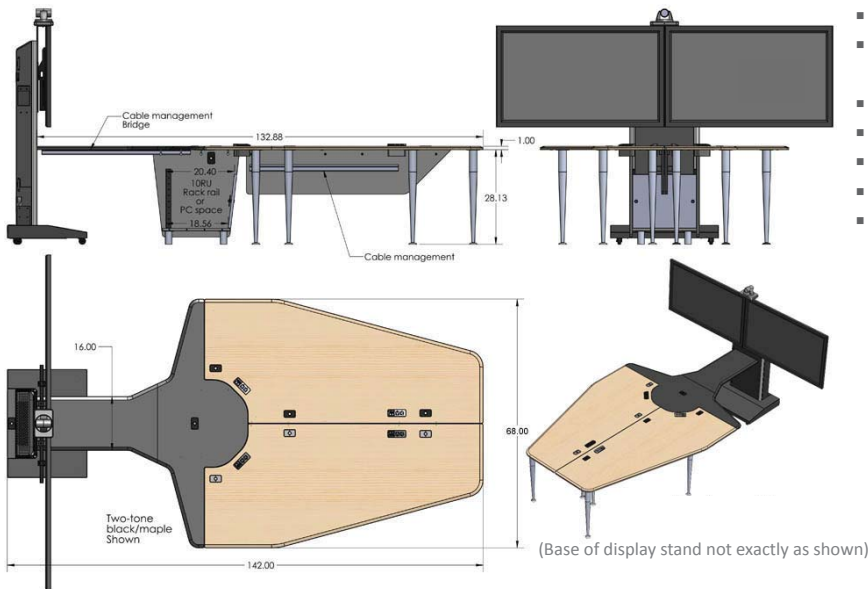 Cable management
Bridge
132.88
1.00
20.40
10RU
Rack rail
or
PC space
18.56
28.13
Cable management
16.00
68.00
Two-tone
black/maple
Shown
142.00
(Base of display stand not exactly as shown)